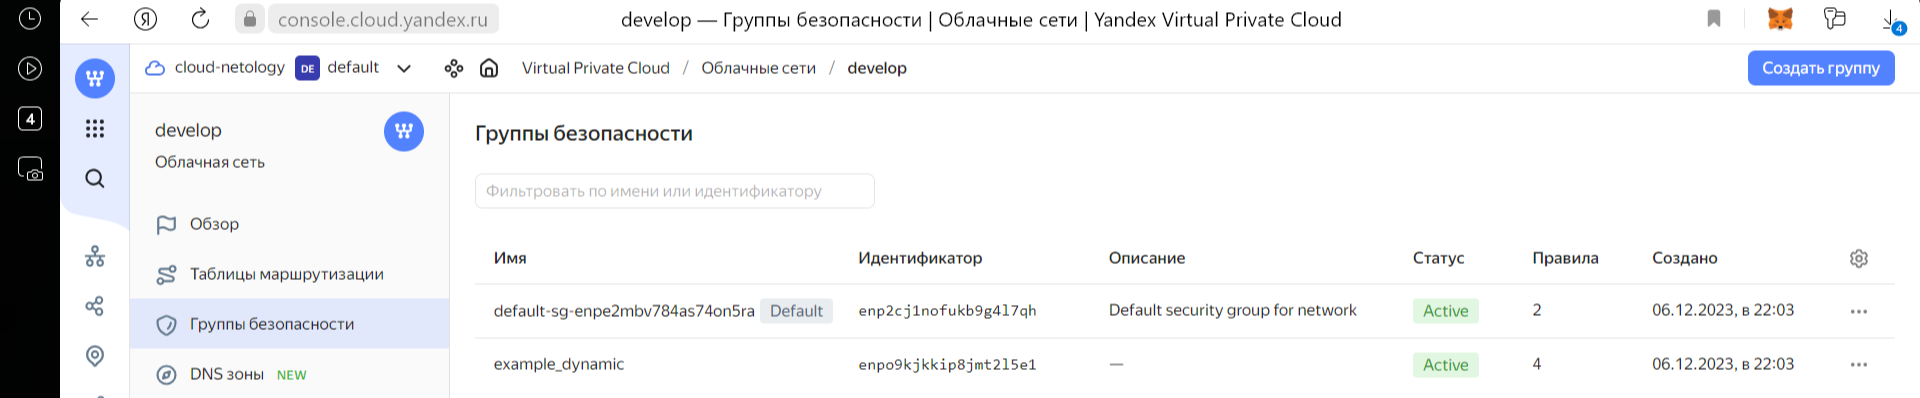 Я console.cloud.yandex.ru develop — Группы безопасности | Облачные сети | Yandex Virtual Private Cloud 4
cloud-netology DE default Virtual Private Cloud / Облачные сети / develop Создать группу
4
develop
Облачная сеть
Обзор
Таблицы маршрутизации
Группы безопасности
DNS зоны NEW
Группы безопасности
Фильтровать по имени или идентификатору
Имя Идентификатор Описание Статус Правила Создано
default-sg-enpe2mbv784as74on5ra Default enp2cj1nofukb9g4l7qh Default security group for network Active 2 06.12.2023, в 22:03
example_dynamic enpo9kjkkip8jmt2l5e1 — Active 4 06.12.2023, в 22:03